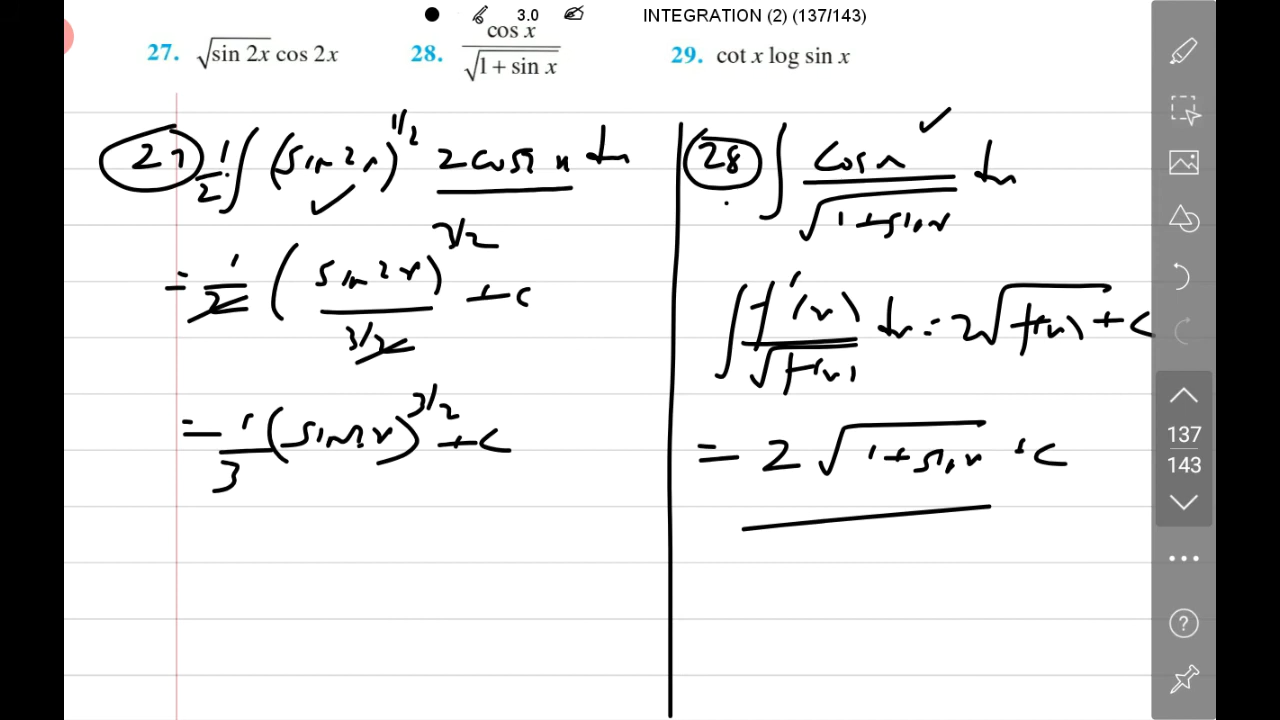 3.0
INTEGRATION (2) (137/143)
27. √sin 2x cos 2x
28. cos x / √1 + sin x
29. cot x log sin x
27 1/2 ∫ (sin 2x)^1/2 2 cos x dx
= 1/2 (sin 2x)^3/2 / 3/2 + c
= 1/3 (sin 2x)^3/2 + c
28 ∫ cos x / √1 + sin x dx
∫ f'(x) / √f(x) dx = 2√f(x) + c
= 2 √1 + sin x + c
137
143
?